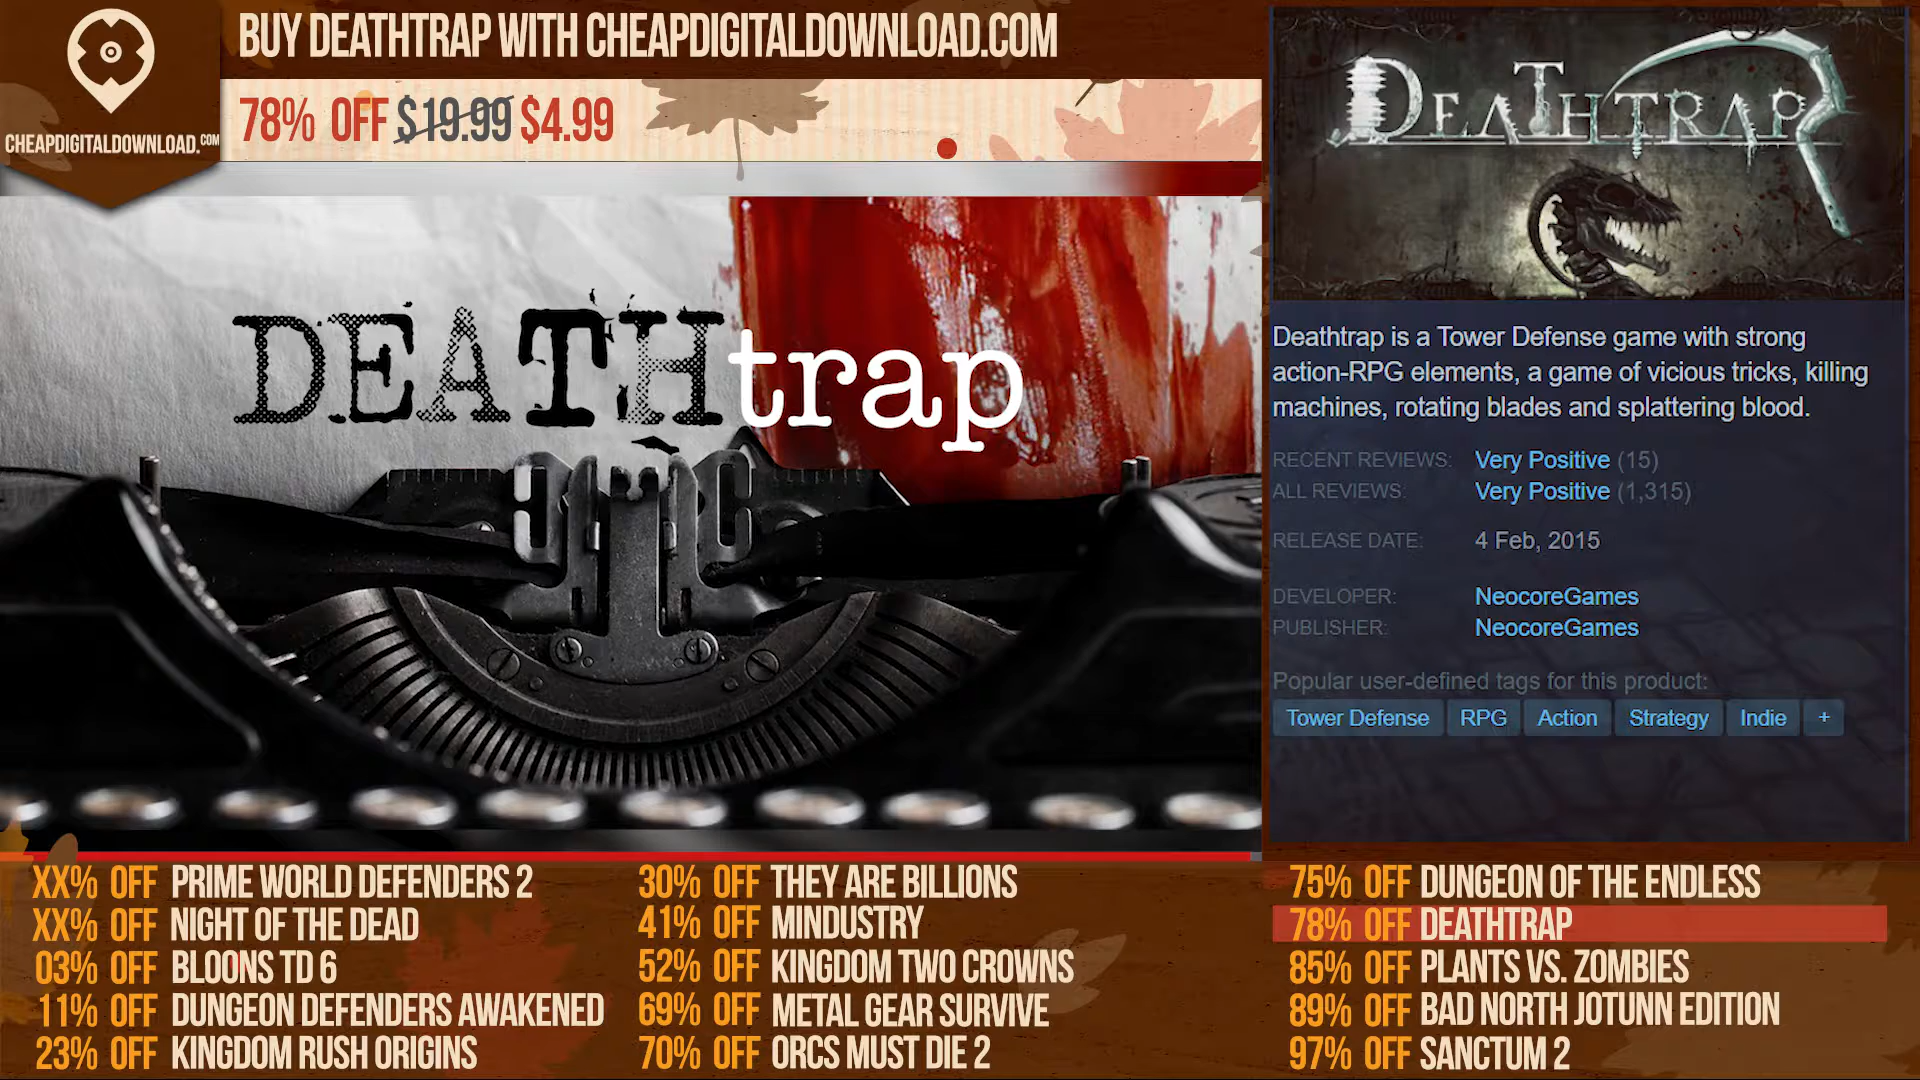 BUY DEATHTRAP WITH CHEAPDIGITALDOWNLOAD.COM
78% OFF $19.99 $4.99
CHEAPDIGITALDOWNLOAD.COM
DEATHtrap
DEATHTRAP
Deathtrap is a Tower Defense game with strong
action-RPG elements, a game of vicious tricks, killing
machines, rotating blades and splattering blood.
RECENT REVIEWS: Very Positive (15)
ALL REVIEWS: Very Positive (1,315)
RELEASE DATE: 4 Feb, 2015
DEVELOPER: NeocoreGames
PUBLISHER: NeocoreGames
Popular user-defined tags for this product:
Tower Defense RPG Action Strategy Indie +
XX% OFF PRIME WORLD DEFENDERS 2
XX% OFF NIGHT OF THE DEAD
03% OFF BLOONS TD 6
11% OFF DUNGEON DEFENDERS AWAKENED
23% OFF KINGDOM RUSH ORIGINS
30% OFF THEY ARE BILLIONS
41% OFF MINDUSTRY
52% OFF KINGDOM TWO CROWNS
69% OFF METAL GEAR SURVIVE
70% OFF ORCS MUST DIE 2
75% OFF DUNGEON OF THE ENDLESS
78% OFF DEATHTRAP
85% OFF PLANTS VS. ZOMBIES
89% OFF BAD NORTH JOTUNN EDITION
97% OFF SANCTUM 2